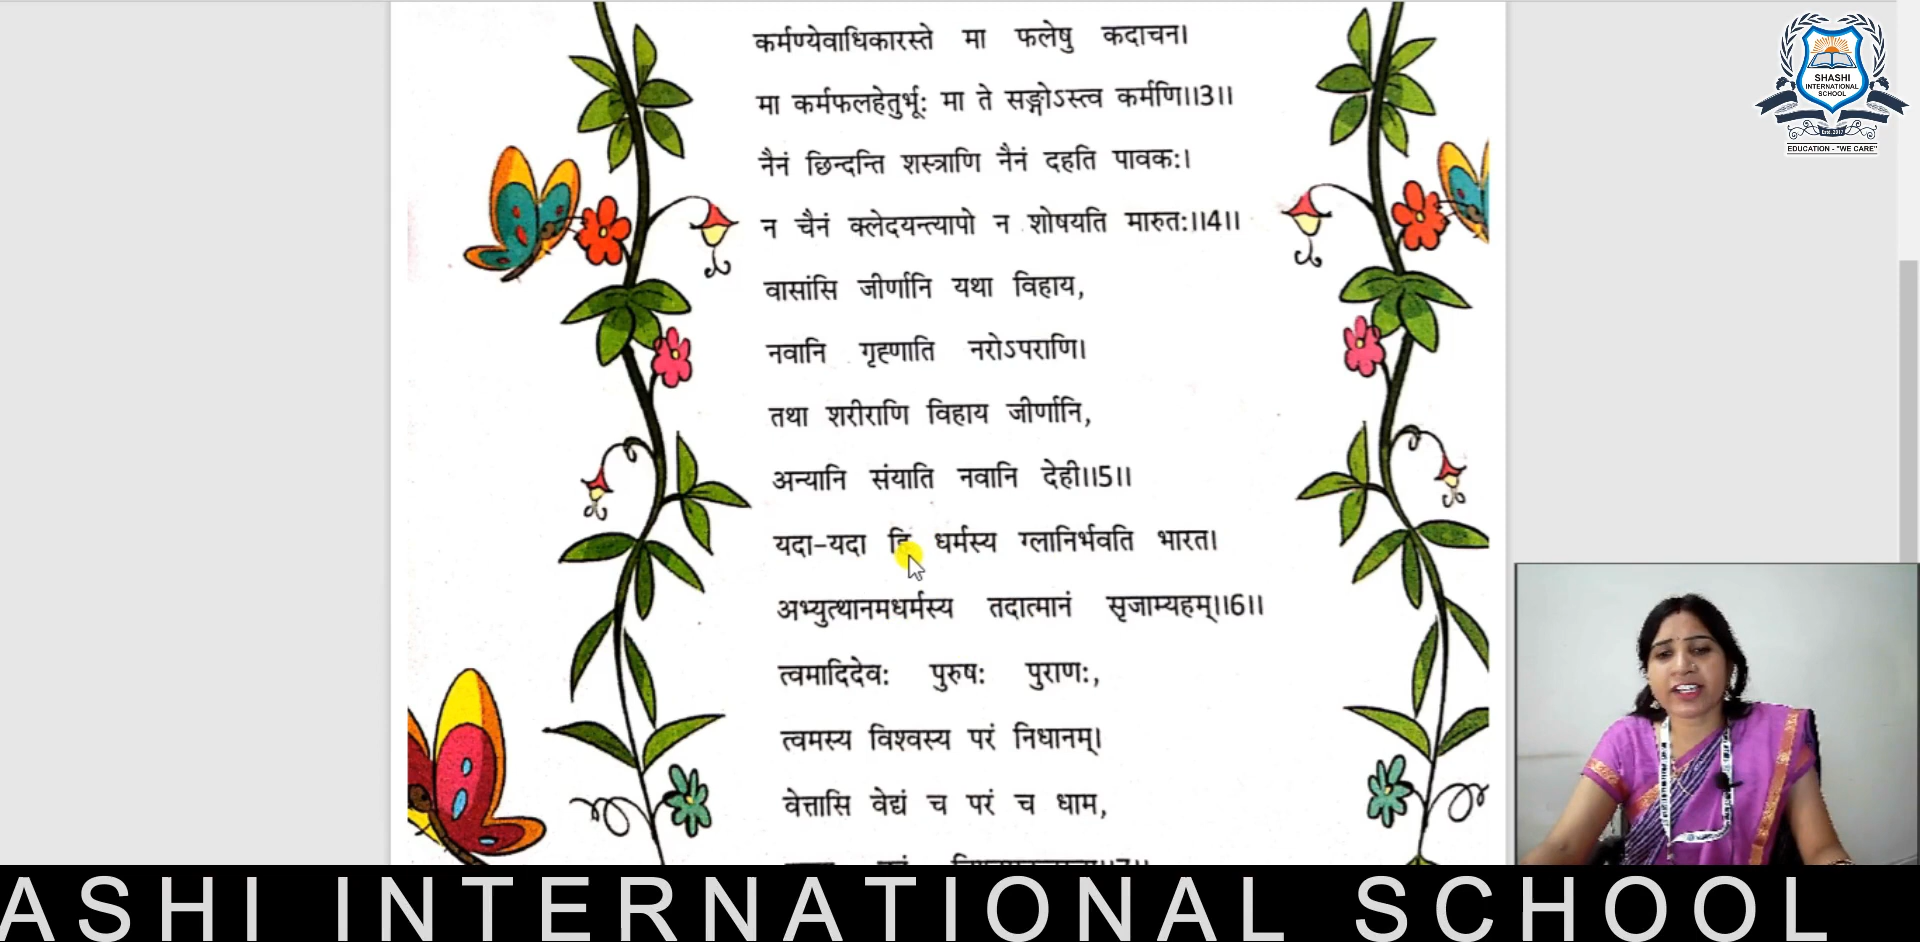 कर्मण्येवाधिकारस्ते मा फलेषु कदाचन।
मा कर्मफलहेतुर्भू: मा ते सङ्गोऽस्त्व कर्मणि।।3।।
नैनं छिन्दन्ति शस्त्राणि नैनं दहति पावक:।
न चैनं क्लेदयन्त्यापो न शोषयति मारुत:।।4।।
वासांसि जीर्णानि यथा विहाय,
नवानि गृह्णाति नरोऽपराणि।
तथा शरीराणि विहाय जीर्णानि,
अन्यानि संयाति नवानि देही।।5।।
यदा-यदा हि धर्मस्य ग्लानिर्भवति भारत।
अभ्युत्थानमधर्मस्य तदात्मानं सृजाम्यहम्।।6।।
त्वमादिदेव: पुरुष: पुराण:,
त्वमस्य विश्वस्य परं निधानम्।
वेत्तासि वेद्यं च परं च धाम,
SHASHI
INTERNATIONAL
SCHOOL
Estd. 2017
EDUCATION - "WE CARE"
ASHI INTERNATIONAL SCHOOL